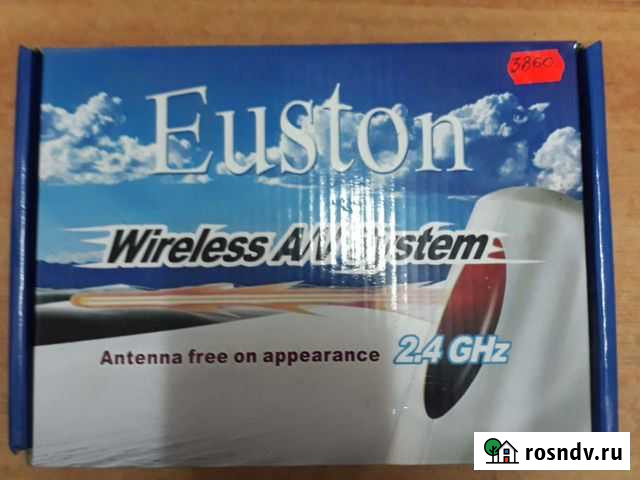 3860
Euston
Wireless A/V System
Antenna free on appearance 2.4 GHz
rosndv.ru